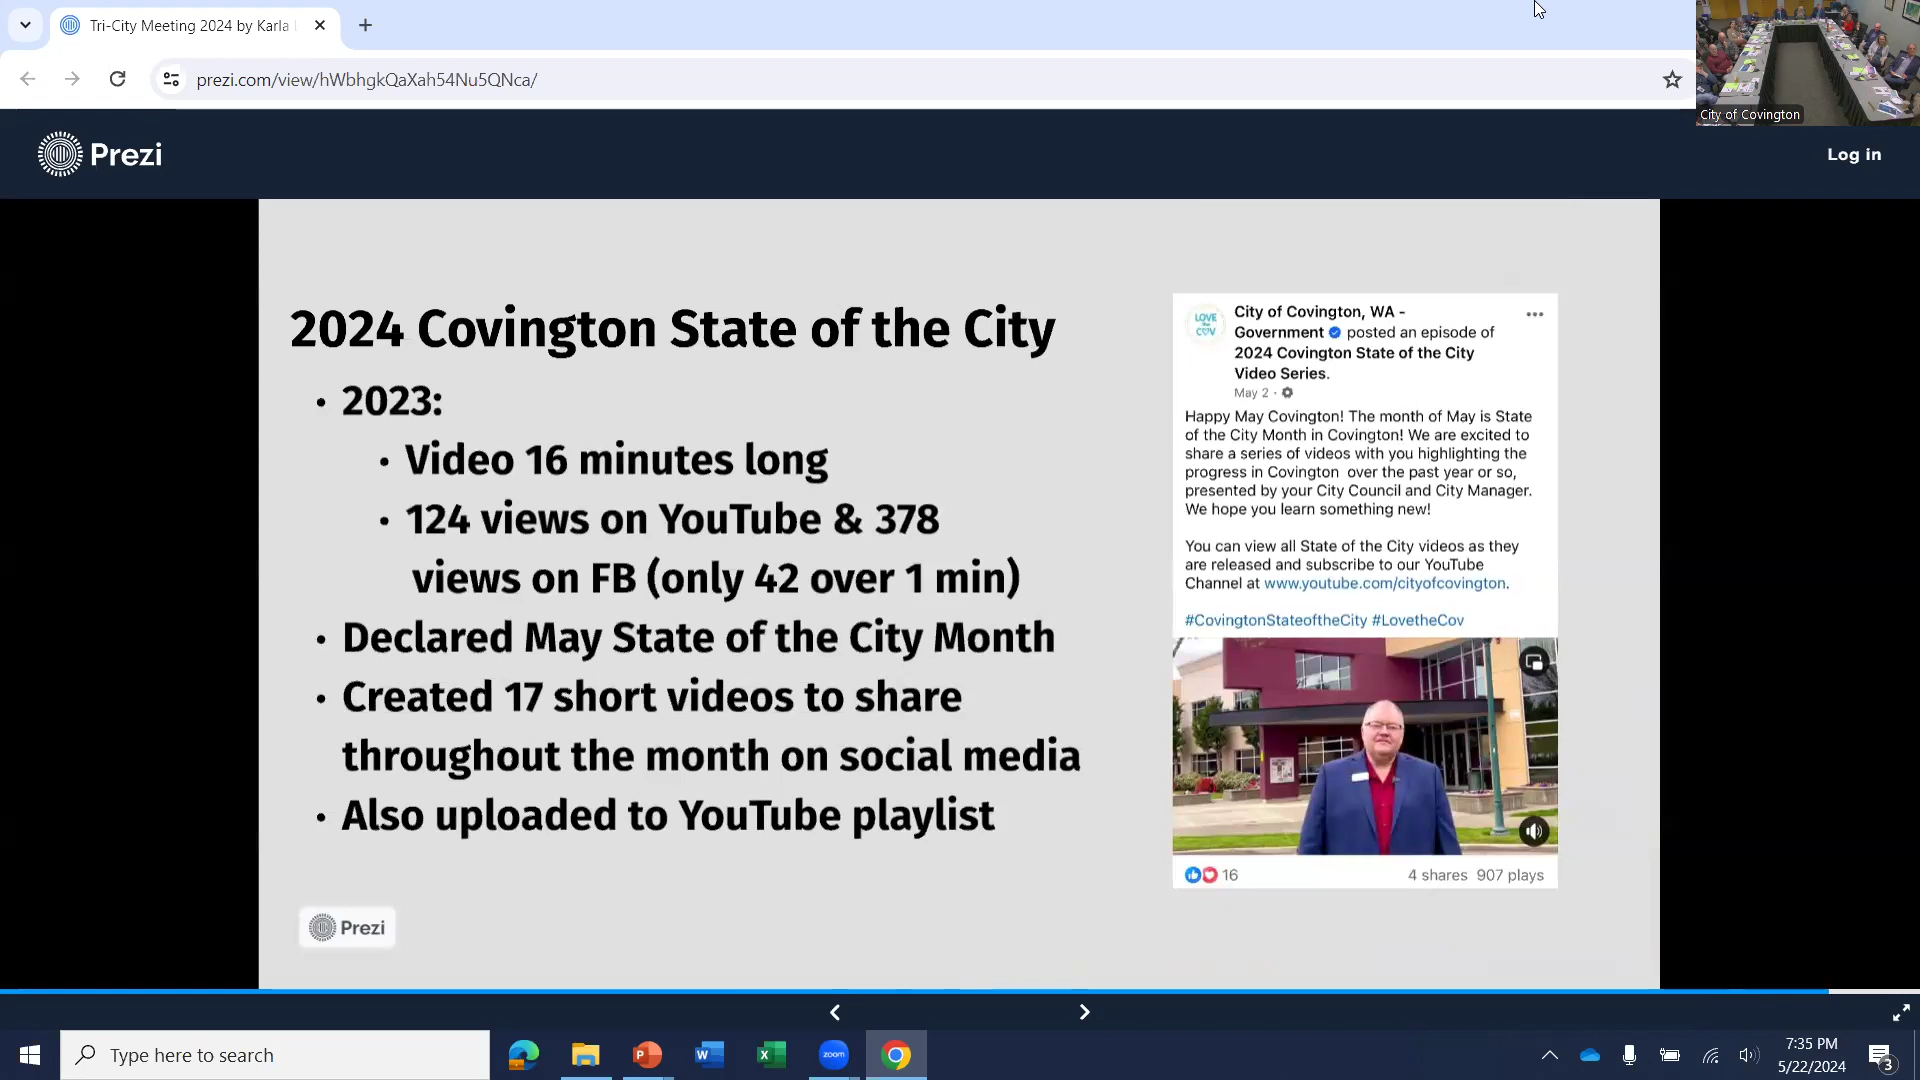 Tri-City Meeting 2024 by Karla
prezi.com/view/hWbhgkQaXah54Nu5QNca/
City of Covington
Prezi
Log in
2024 Covington State of the City
• 2023:
• Video 16 minutes long
• 124 views on YouTube & 378
views on FB (only 42 over 1 min)
• Declared May State of the City Month
• Created 17 short videos to share
throughout the month on social media
• Also uploaded to YouTube playlist
Prezi
LOVE
the
COV
City of Covington, WA -
Government posted an episode of
2024 Covington State of the City
Video Series.
May 2 ·
Happy May Covington! The month of May is State
of the City Month in Covington! We are excited to
share a series of videos with you highlighting the
progress in Covington over the past year or so,
presented by your City Council and City Manager.
We hope you learn something new!
You can view all State of the City videos as they
are released and subscribe to our YouTube
Channel at www.youtube.com/cityofcovington.
#CovingtonStateoftheCity #LovetheCov
16
4 shares 907 plays
Type here to search
P
W
X
zoom
7:35 PM
5/22/2024
3